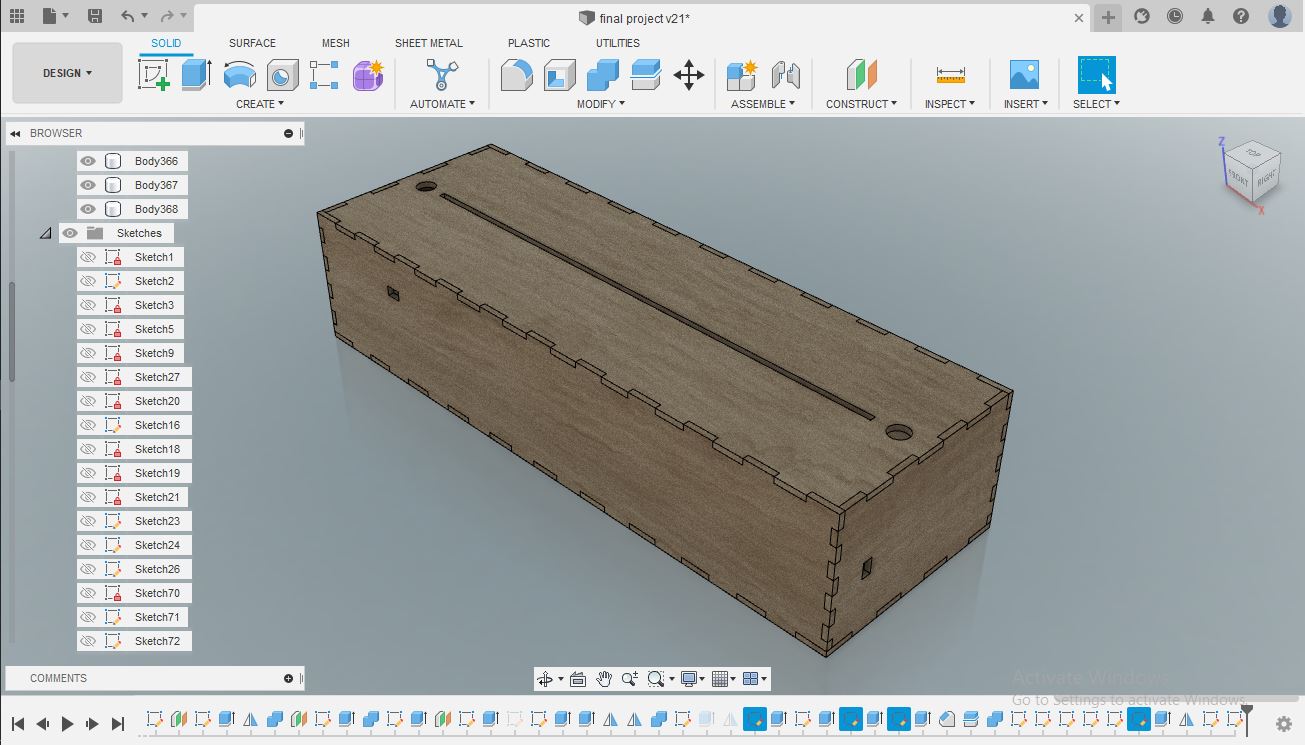 final project v21*
DESIGN
SOLID SURFACE MESH SHEET METAL PLASTIC UTILITIES
CREATE AUTOMATE MODIFY ASSEMBLE CONSTRUCT INSPECT INSERT SELECT
BROWSER
Body366
Body367
Body368
Sketches
Sketch1
Sketch2
Sketch3
Sketch5
Sketch9
Sketch27
Sketch20
Sketch16
Sketch18
Sketch19
Sketch21
Sketch23
Sketch24
Sketch26
Sketch70
Sketch71
Sketch72
Z
TOP
FRONT RIGHT
X
COMMENTS
Activate Windows
Go to Settings to activate Windows.